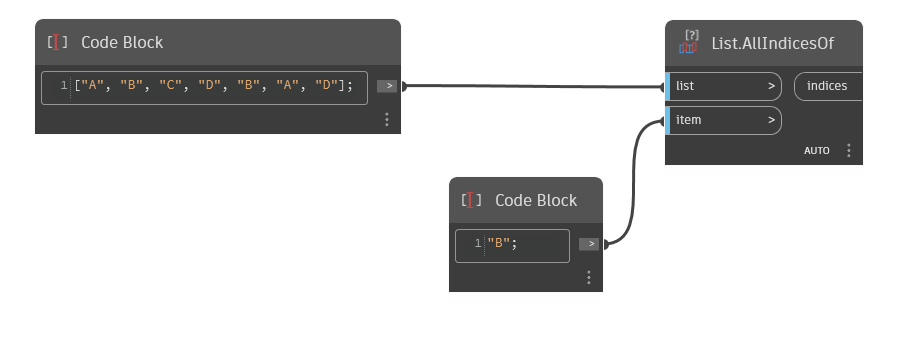 Code Block
1 ["A", "B", "C", "D", "B", "A", "D"];
>
List.AllIndicesOf
list > indices
item >
AUTO
Code Block
1 "B";
>